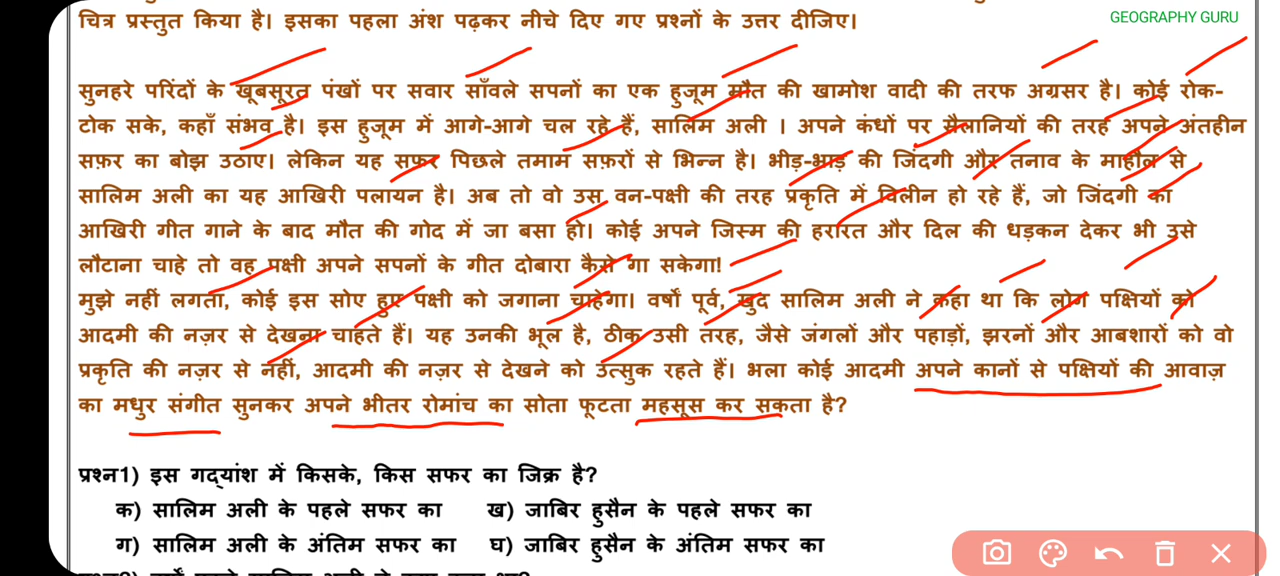 चित्र प्रस्तुत किया है। इसका पहला अंश पढ़कर नीचे दिए गए प्रश्नों के उत्तर दीजिए।
GEOGRAPHY GURU
सुनहरे परिंदों के खूबसूरत पंखों पर सवार साँवले सपनों का एक हुजूम मौत की खामोश वादी की तरफ अग्रसर है। कोई रोक-
टोक सके, कहाँ संभव है। इस हुजूम में आगे-आगे चल रहे हैं, सालिम अली । अपने कंधों पर सैलानियों की तरह अपने अंतहीन
सफ़र का बोझ उठाए। लेकिन यह सफ़र पिछले तमाम सफ़रों से भिन्न है। भीड़-भाड़ की जिंदगी और तनाव के माहौल से
सालिम अली का यह आखिरी पलायन है। अब तो वो उस वन-पक्षी की तरह प्रकृति में विलीन हो रहे हैं, जो जिंदगी का
आखिरी गीत गाने के बाद मौत की गोद में जा बसा हो। कोई अपने जिस्म की हरारत और दिल की धड़कन देकर भी उसे
लौटाना चाहे तो वह पक्षी अपने सपनों के गीत दोबारा कैसे गा सकेगा!
मुझे नहीं लगता, कोई इस सोए हुए पक्षी को जगाना चाहेगा। वर्षों पूर्व, खुद सालिम अली ने कहा था कि लोग पक्षियों को
आदमी की नज़र से देखना चाहते हैं। यह उनकी भूल है, ठीक उसी तरह, जैसे जंगलों और पहाड़ों, झरनों और आबशारों को वो
प्रकृति की नज़र से नहीं, आदमी की नज़र से देखने को उत्सुक रहते हैं। भला कोई आदमी अपने कानों से पक्षियों की आवाज़
का मधुर संगीत सुनकर अपने भीतर रोमांच का सोता फूटता महसूस कर सकता है?
प्रश्न1) इस गद्यांश में किसके, किस सफर का जिक्र है?
क) सालिम अली के पहले सफर का ख) जाबिर हुसैन के पहले सफर का
ग) सालिम अली के अंतिम सफर का घ) जाबिर हुसैन के अंतिम सफर का